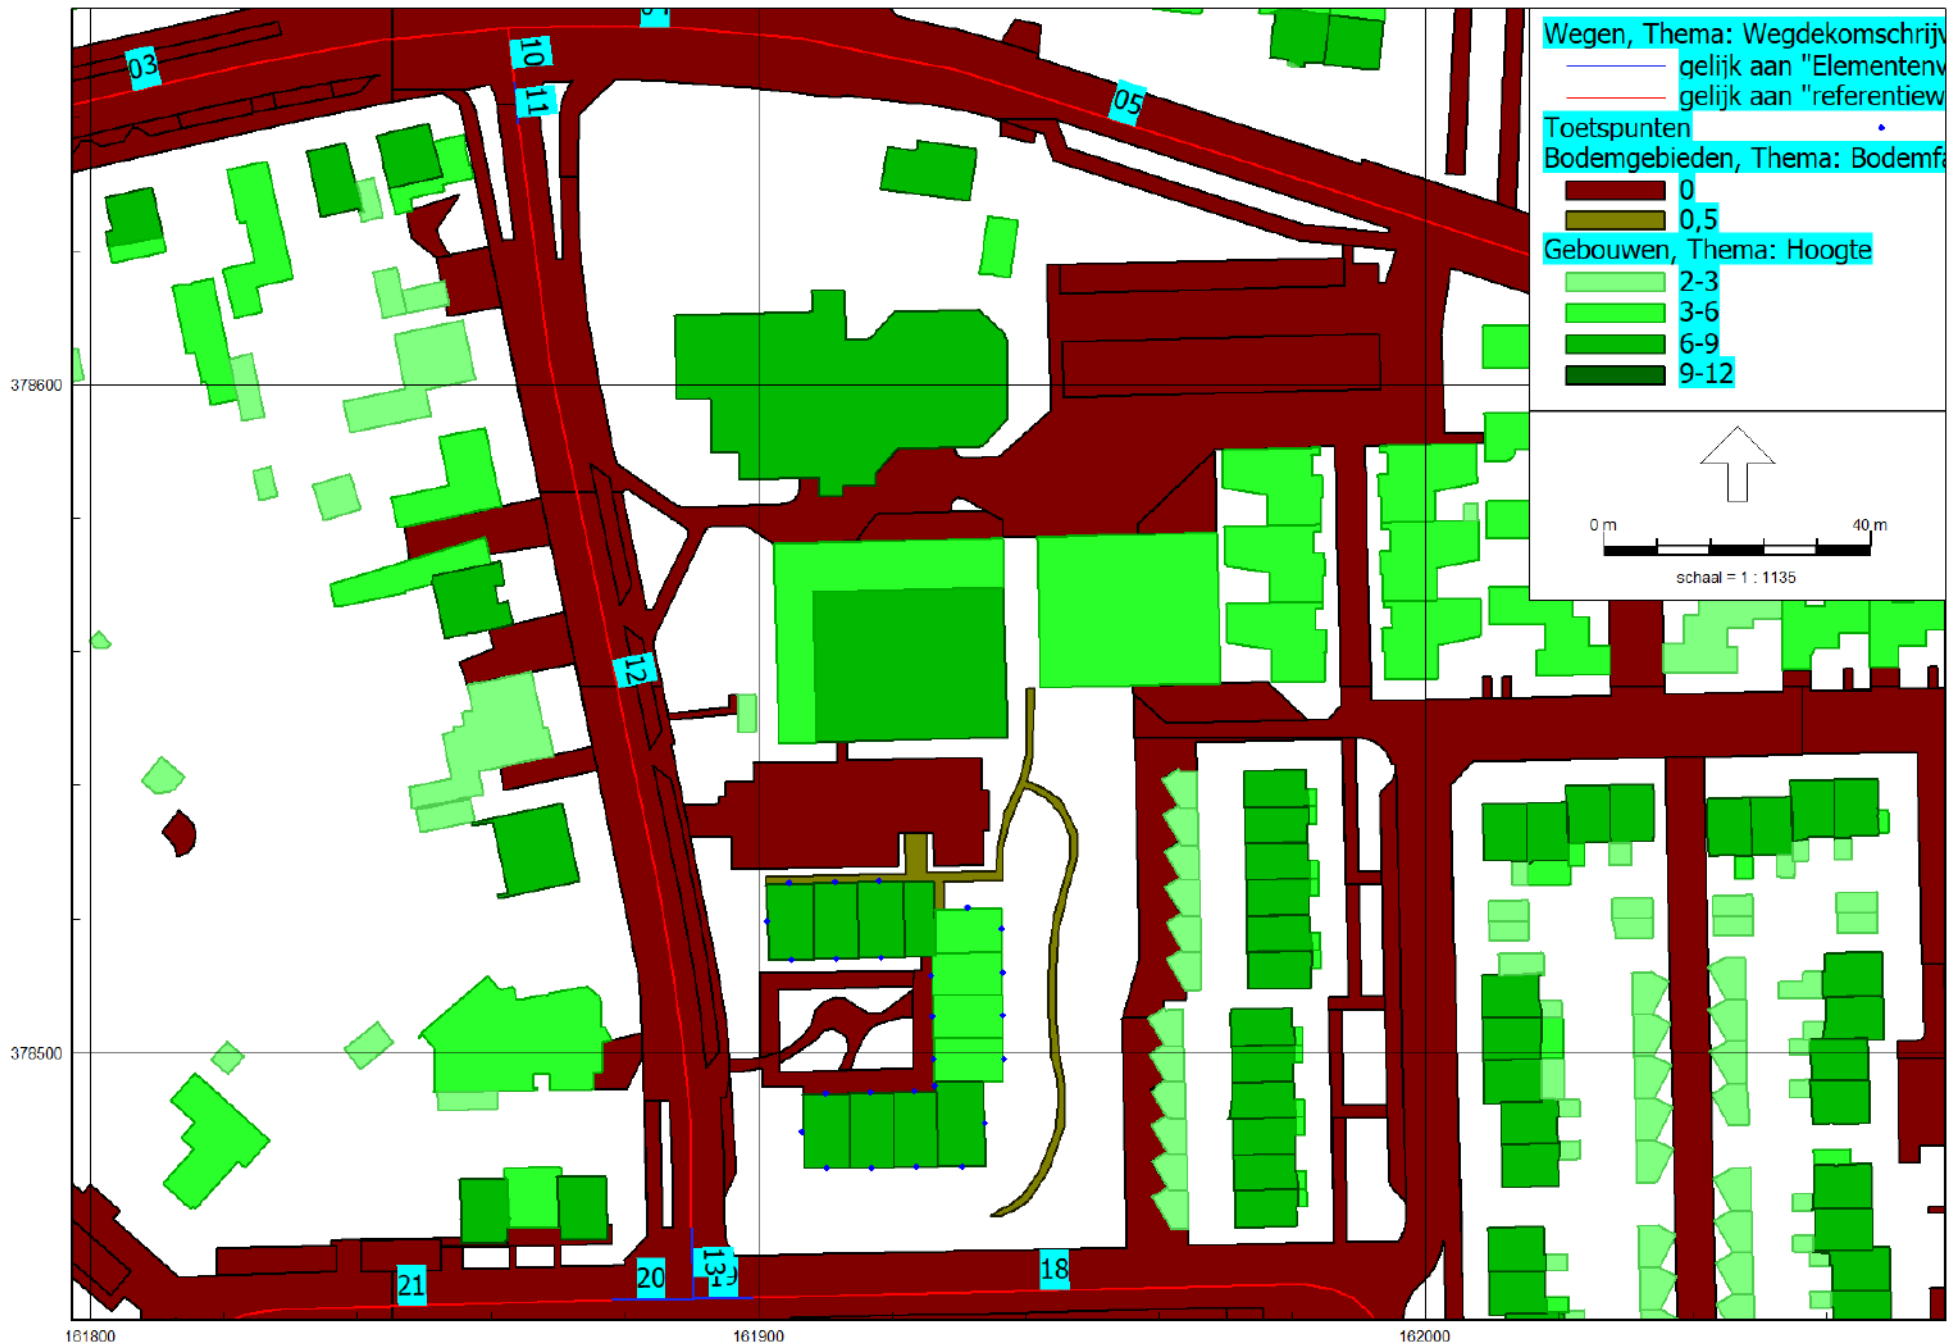 03
10
11
05
Wegen, Thema: Wegdekomschrijv
gelijk aan "Elementenv
gelijk aan "referentiew
Toetspunten
Bodemgebieden, Thema: Bodemfa
0
0,5
Gebouwen, Thema: Hoogte
2-3
3-6
6-9
9-12
378600
0 m
40 m
schaal = 1 : 1135
12
378500
21
20
13
18
161800
161900
162000